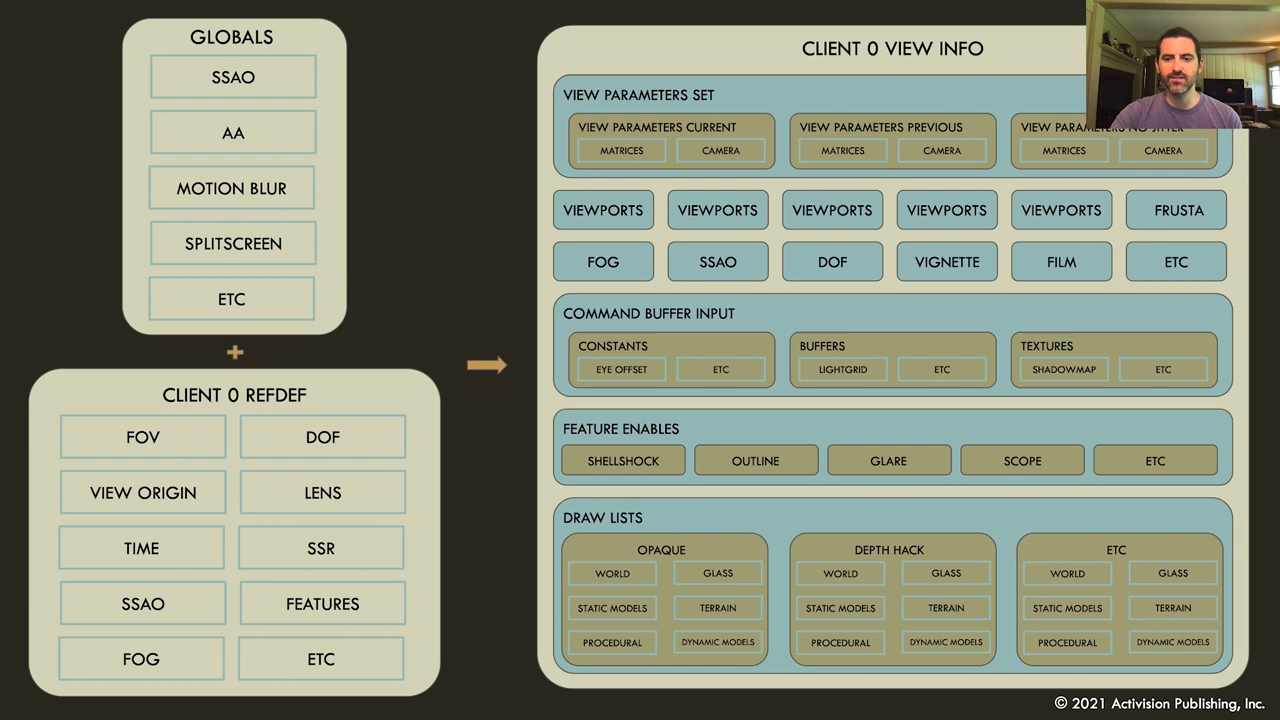 GLOBALS
SSAO
AA
MOTION BLUR
SPLITSCREEN
ETC
+
CLIENT 0 REFDEF
FOV DOF
VIEW ORIGIN LENS
TIME SSR
SSAO FEATURES
FOG ETC
CLIENT 0 VIEW INFO
VIEW PARAMETERS SET
VIEW PARAMETERS CURRENT VIEW PARAMETERS PREVIOUS VIEW PARAMETERS NO JITTER
MATRICES CAMERA MATRICES CAMERA MATRICES CAMERA
VIEWPORTS VIEWPORTS VIEWPORTS VIEWPORTS VIEWPORTS FRUSTA
FOG SSAO DOF VIGNETTE FILM ETC
COMMAND BUFFER INPUT
CONSTANTS BUFFERS TEXTURES
EYE OFFSET ETC LIGHTGRID ETC SHADOWMAP ETC
FEATURE ENABLES
SHELLSHOCK OUTLINE GLARE SCOPE ETC
DRAW LISTS
OPAQUE DEPTH HACK ETC
WORLD GLASS WORLD GLASS WORLD GLASS
STATIC MODELS TERRAIN STATIC MODELS TERRAIN STATIC MODELS TERRAIN
PROCEDURAL DYNAMIC MODELS PROCEDURAL DYNAMIC MODELS PROCEDURAL DYNAMIC MODELS
© 2021 Activision Publishing, Inc.